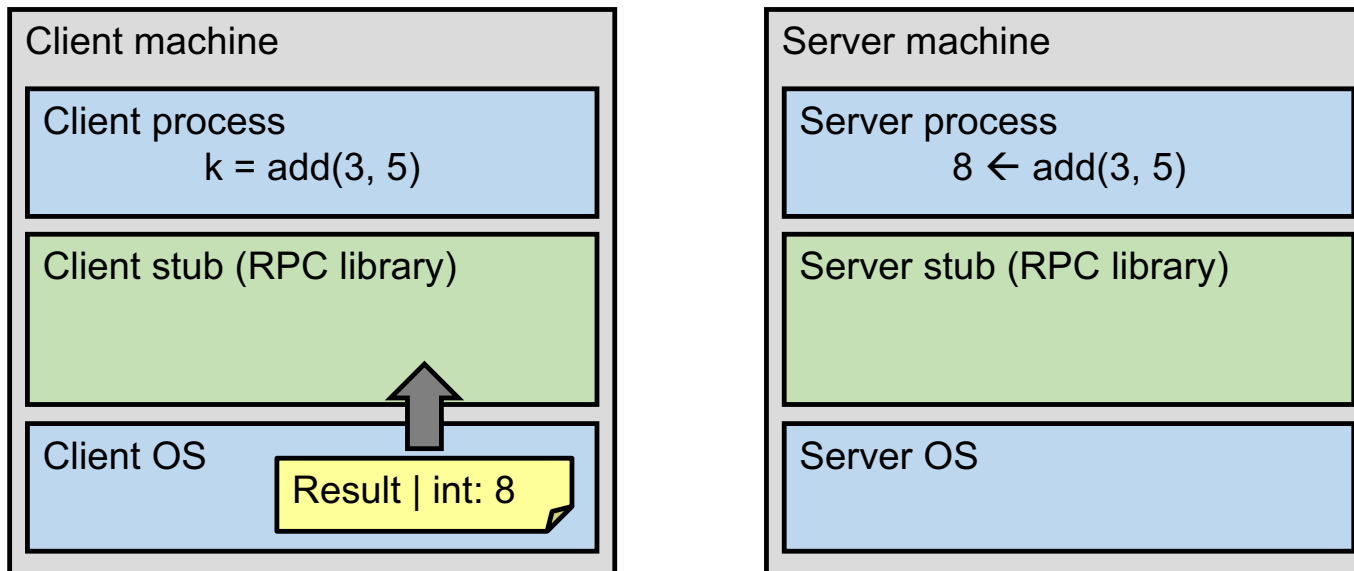 Client machine
Client process
k = add(3, 5)
Client stub (RPC library)
Client OS
Result | int: 8
Server machine
Server process
8 ← add(3, 5)
Server stub (RPC library)
Server OS